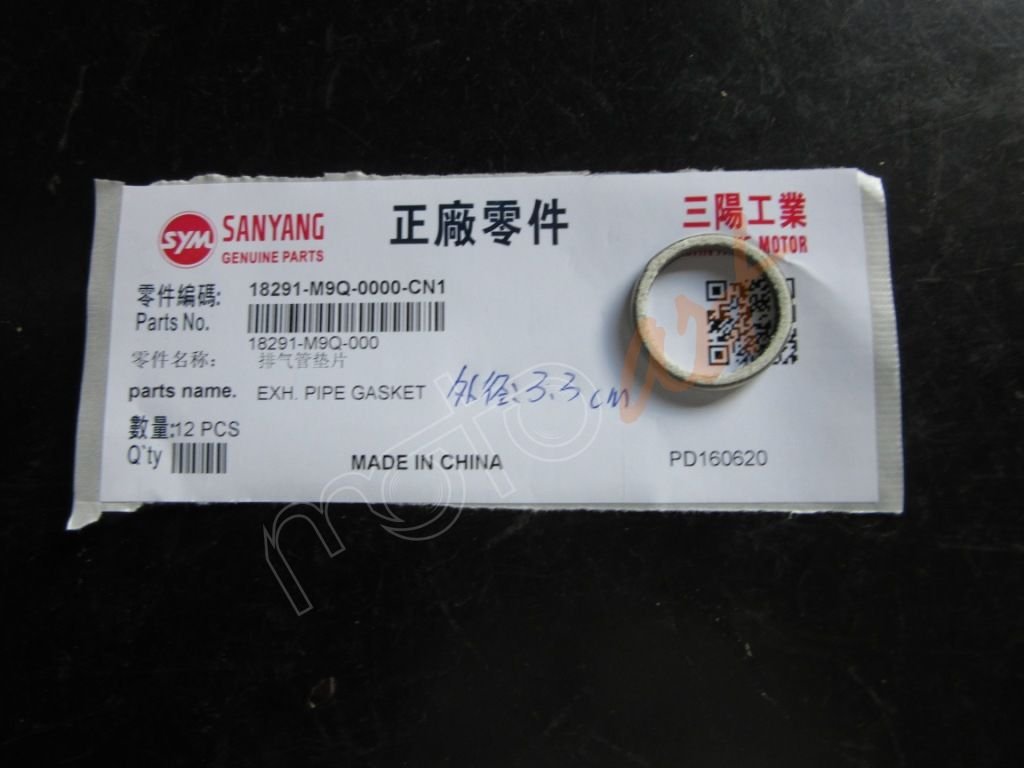 SYM SANYANG 正廠零件 三陽工業
GENUINE PARTS MOTOR
零件編碼: 18291-M9Q-0000-CN1
Parts No.
18291-M9Q-000
零件名称: 排气管垫片
parts name. EXH. PIPE GASKET 外径:3.3cm
數量:12 PCS
Q`ty MADE IN CHINA PD160620
motor